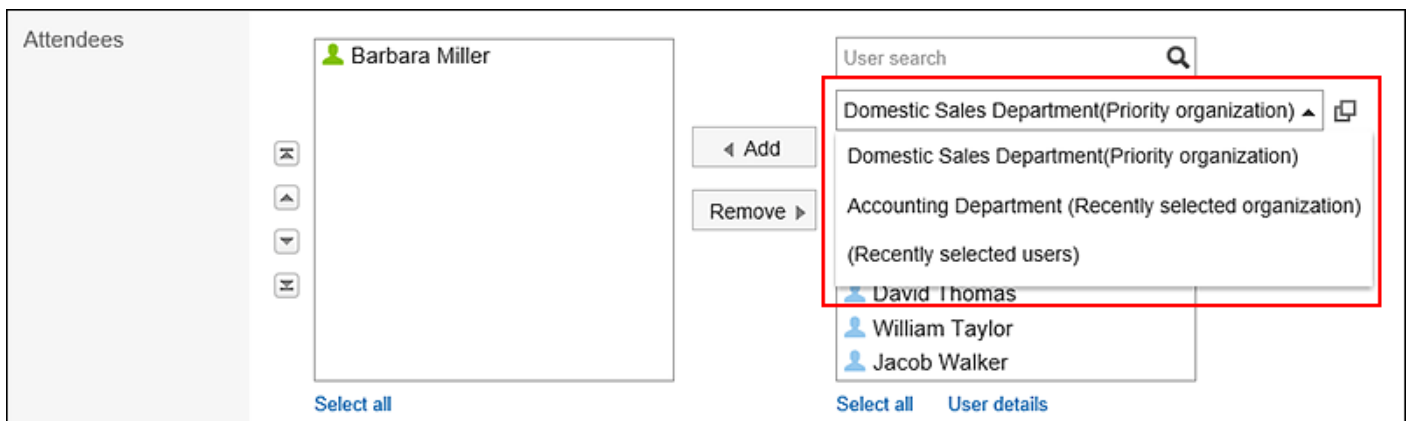 Attendees
Barbara Miller
Select all
Add
Remove
User search
Domestic Sales Department(Priority organization)
Domestic Sales Department(Priority organization)
Accounting Department (Recently selected organization)
(Recently selected users)
David Thomas
William Taylor
Jacob Walker
Select all User details